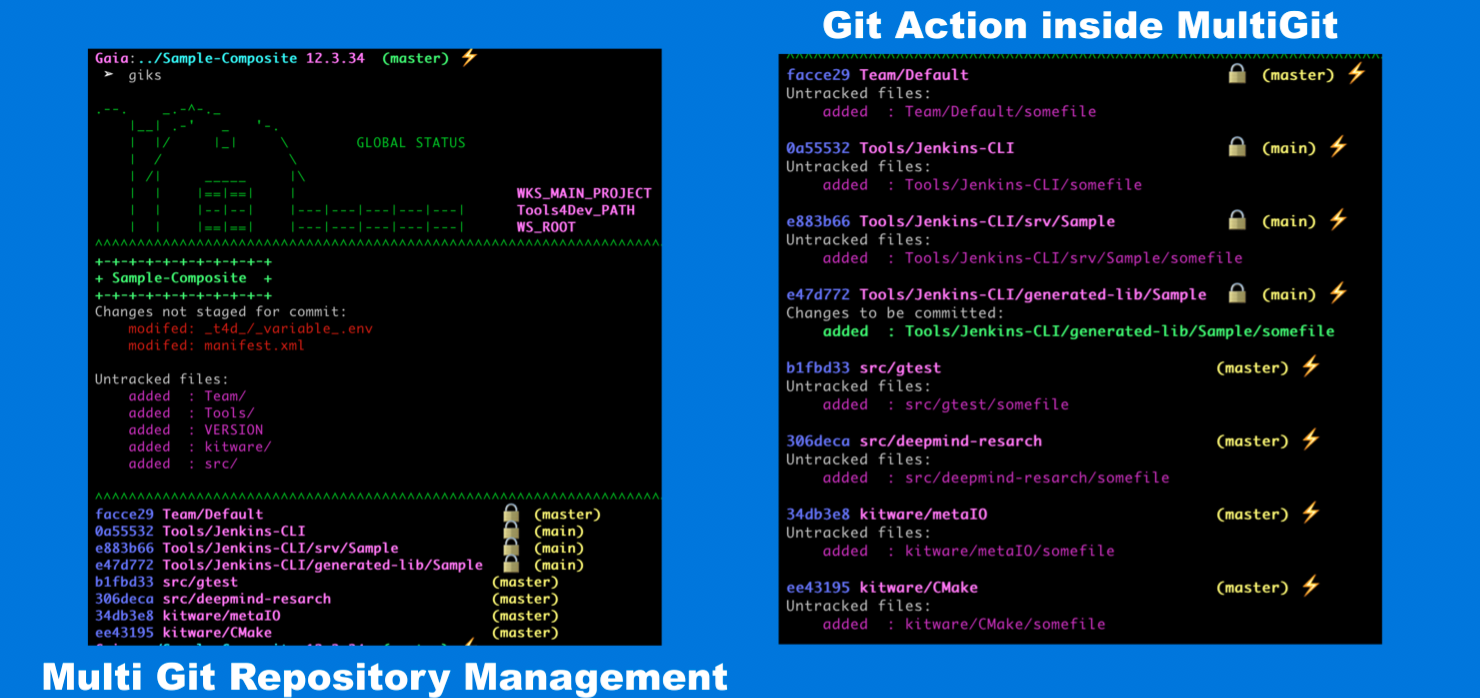 Git Action inside MultiGit
Gaia:../Sample-Composite 12.3.34 (master)
➤ giks
GLOBAL STATUS
WKS_MAIN_PROJECT
Tools4Dev_PATH
WS_ROOT
+-+-+-+-+-+-+-+-+-+-+
+ Sample-Composite +
+-+-+-+-+-+-+-+-+-+-+
Changes not staged for commit:
modifed: _t4d_/_variable_.env
modifed: manifest.xml
Untracked files:
added : Team/
added : Tools/
added : VERSION
added : kitware/
added : src/
facce29 Team/Default (master)
0a55532 Tools/Jenkins-CLI (main)
e883b66 Tools/Jenkins-CLI/srv/Sample (main)
e47d772 Tools/Jenkins-CLI/generated-lib/Sample (main)
b1fbd33 src/gtest (master)
306deca src/deepmind-resarch (master)
34db3e8 kitware/metaIO (master)
ee43195 kitware/CMake (master)
Multi Git Repository Management
facce29 Team/Default (master)
Untracked files:
added : Team/Default/somefile
0a55532 Tools/Jenkins-CLI (main)
Untracked files:
added : Tools/Jenkins-CLI/somefile
e883b66 Tools/Jenkins-CLI/srv/Sample (main)
Untracked files:
added : Tools/Jenkins-CLI/srv/Sample/somefile
e47d772 Tools/Jenkins-CLI/generated-lib/Sample (main)
Changes to be committed:
added : Tools/Jenkins-CLI/generated-lib/Sample/somefile
b1fbd33 src/gtest (master)
Untracked files:
added : src/gtest/somefile
306deca src/deepmind-resarch (master)
Untracked files:
added : src/deepmind-resarch/somefile
34db3e8 kitware/metaIO (master)
Untracked files:
added : kitware/metaIO/somefile
ee43195 kitware/CMake (master)
Untracked files:
added : kitware/CMake/somefile